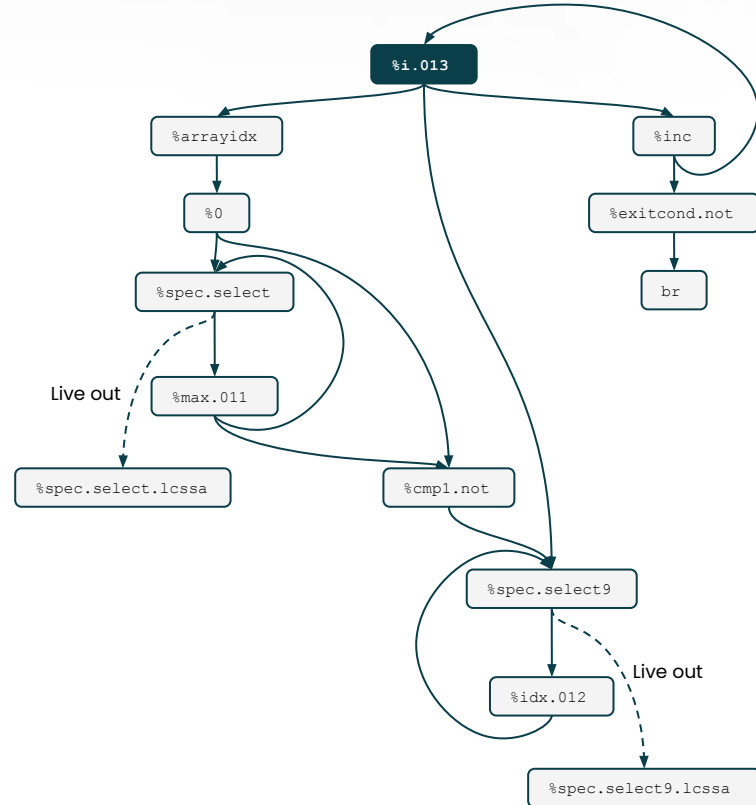 %i.013
%arrayidx
%inc
%0
%exitcond.not
%spec.select
br
Live out
%max.011
%spec.select.lcssa
%cmp1.not
%spec.select9
Live out
%idx.012
%spec.select9.lcssa